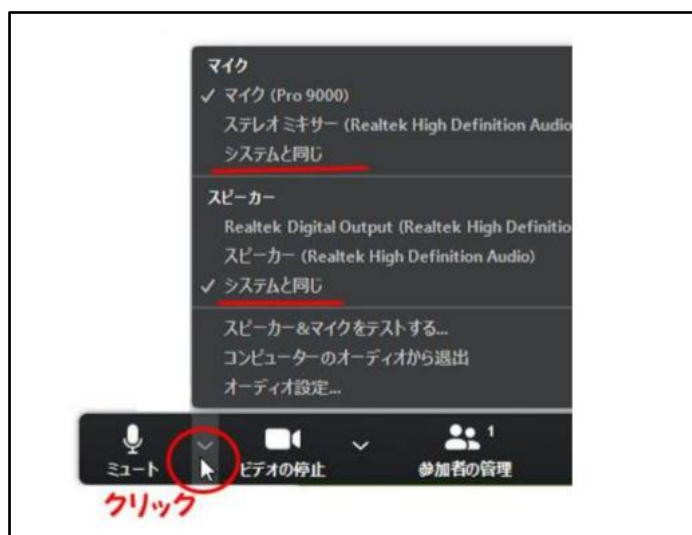 マイク
✓ マイク (Pro 9000)
ステレオ ミキサー (Realtek High Definition Audio
システムと同じ
スピーカー
Realtek Digital Output (Realtek High Definitio
スピーカー (Realtek High Definition Audio)
✓ システムと同じ
スピーカー&マイクをテストする...
コンピューターのオーディオから退出
オーディオ設定...
1
ミュート ビデオの停止 参加者の管理
クリック